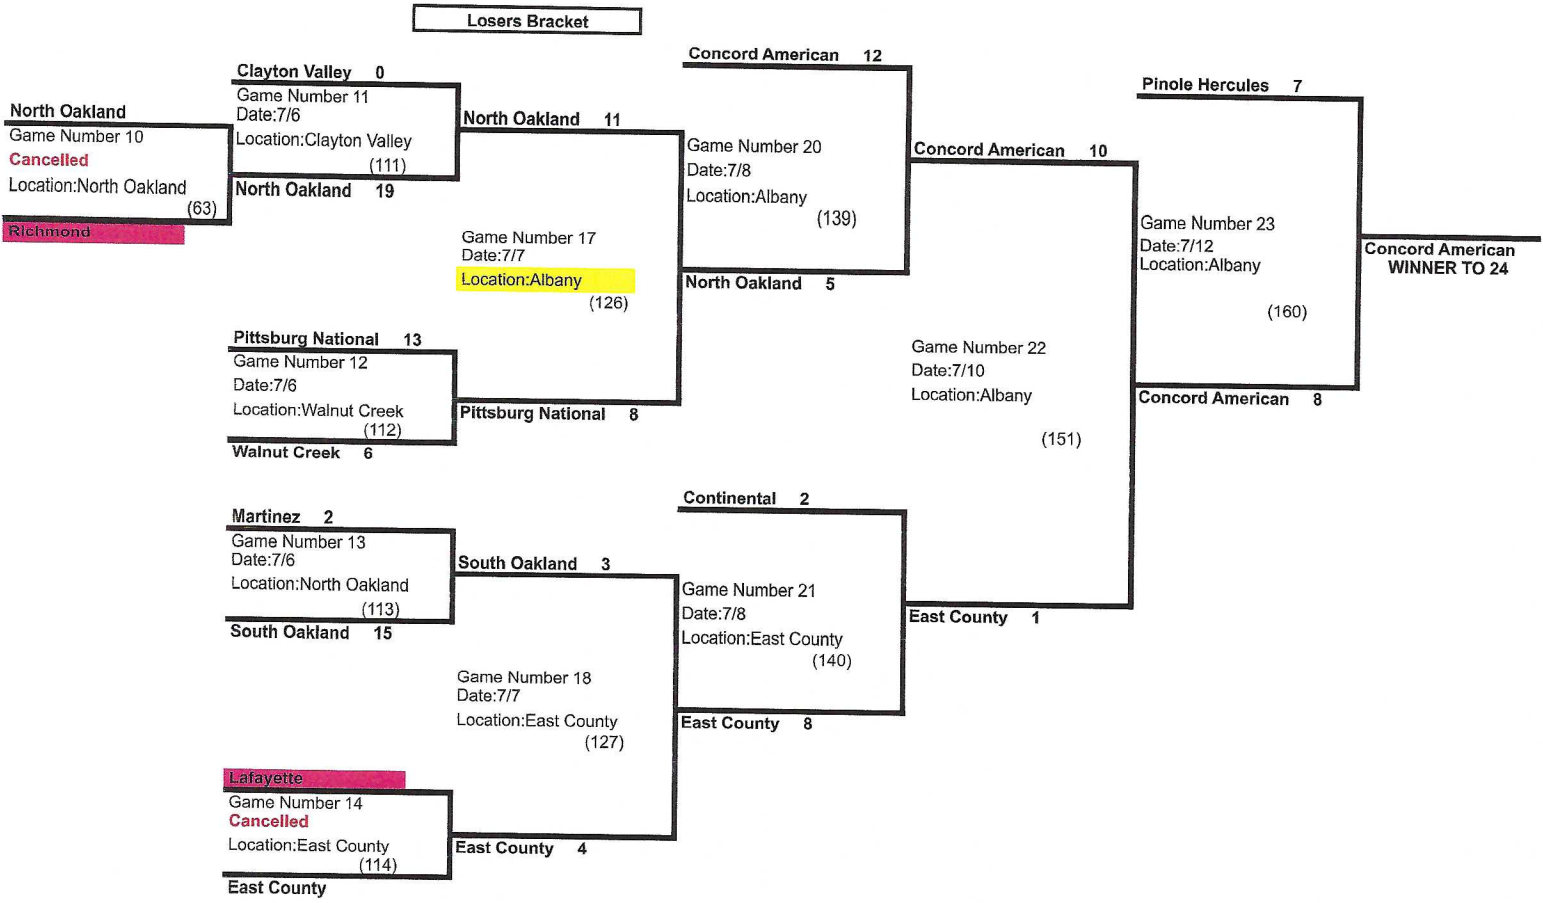 Losers Bracket
North Oakland
Game Number 10
Cancelled
Location:North Oakland
(63)
Richmond
Clayton Valley 0
Game Number 11
Date:7/6
Location:Clayton Valley
(111)
North Oakland 19
Pittsburg National 13
Game Number 12
Date:7/6
Location:Walnut Creek
(112)
Walnut Creek 6
Martinez 2
Game Number 13
Date:7/6
Location:North Oakland
(113)
South Oakland 15
Lafayette
Game Number 14
Cancelled
Location:East County
(114)
East County
North Oakland 11
Game Number 17
Date:7/7
Location:Albany
(126)
Pittsburg National 8
South Oakland 3
Game Number 18
Date:7/7
Location:East County
(127)
East County 4
Concord American 12
Game Number 20
Date:7/8
Location:Albany
(139)
North Oakland 5
Continental 2
Game Number 21
Date:7/8
Location:East County
(140)
East County 8
Concord American 10
Game Number 22
Date:7/10
Location:Albany
(151)
East County 1
Pinole Hercules 7
Game Number 23
Date:7/12
Location:Albany
(160)
Concord American 8
Concord American
WINNER TO 24